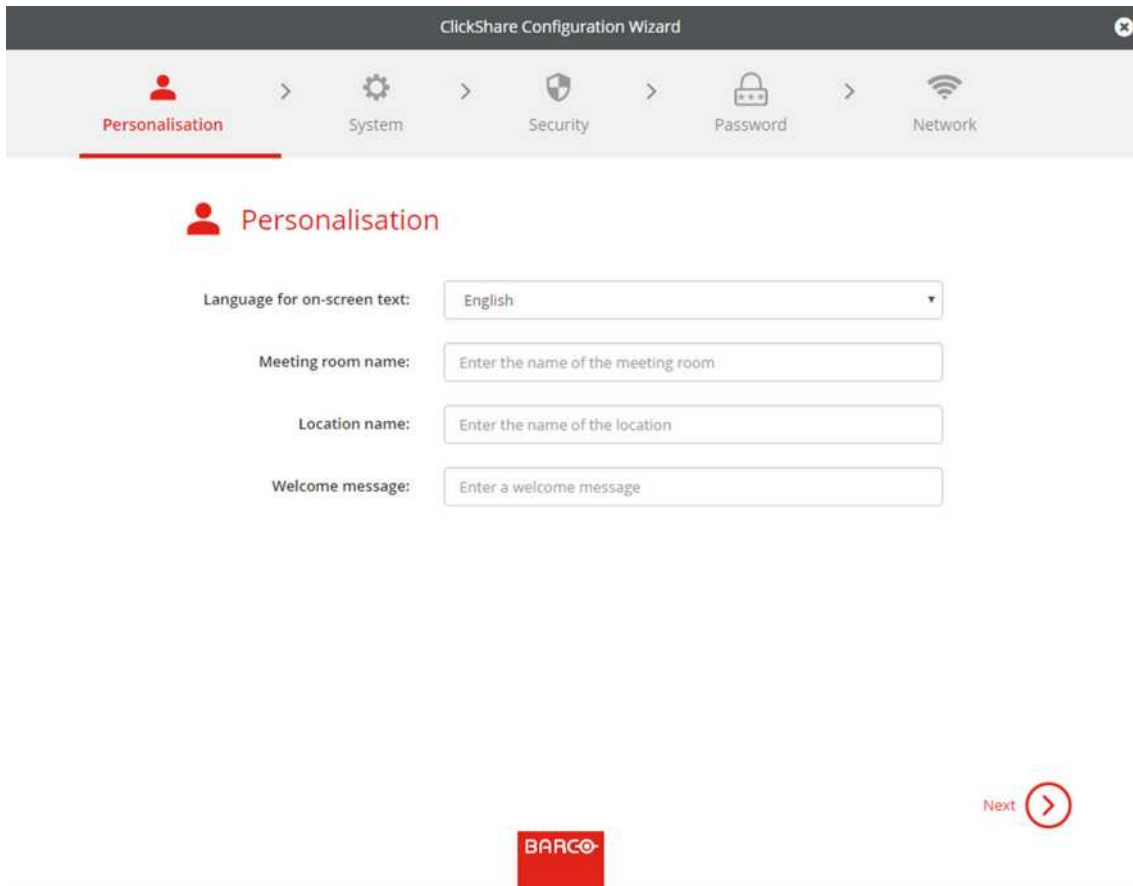 ClickShare Configuration Wizard
Personalisation
System
Security
Password
Network
Personalisation
Language for on-screen text: English
Meeting room name: Enter the name of the meeting room
Location name: Enter the name of the location
Welcome message: Enter a welcome message
Next
BARCO